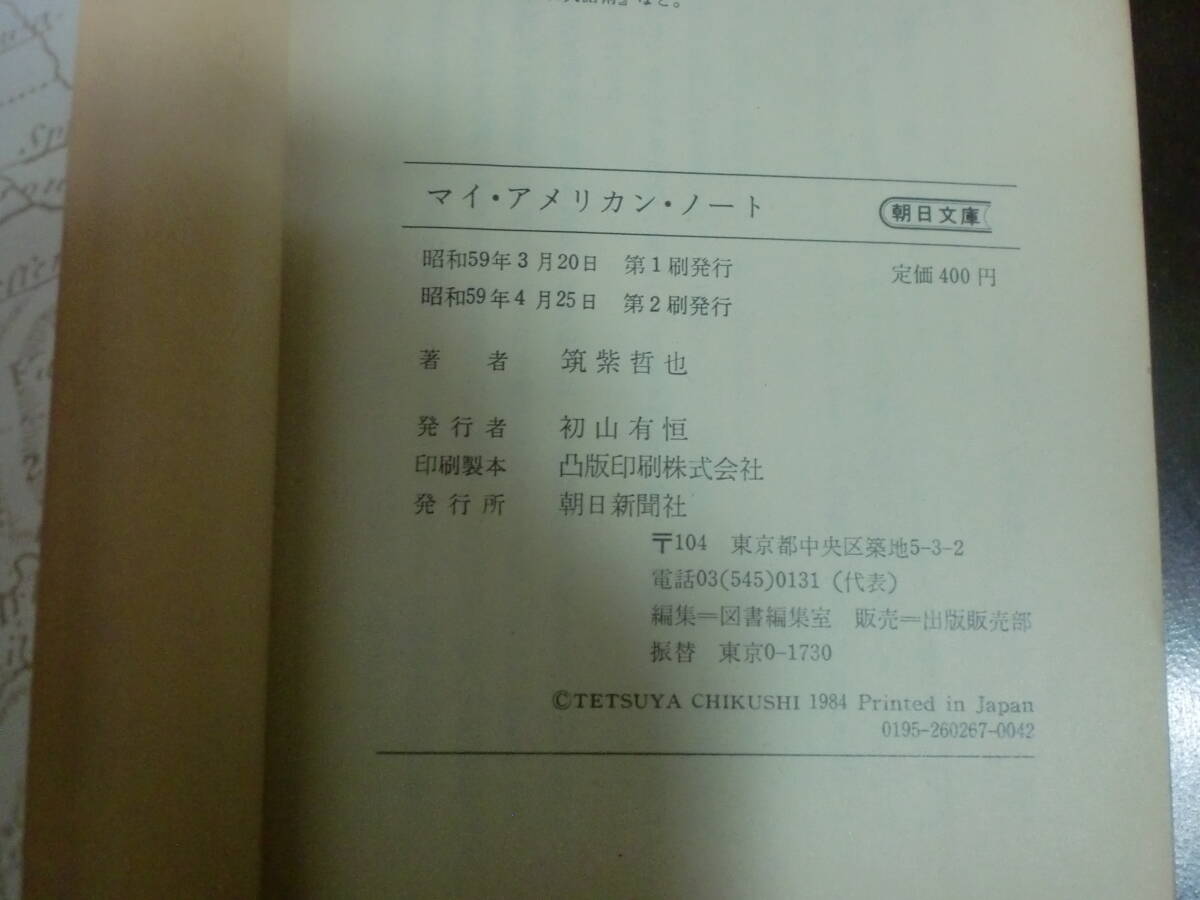 など。
マイ・アメリカン・ノート 朝日文庫
昭和59年3月20日 第1刷発行 定価400円
昭和59年4月25日 第2刷発行
著者 筑紫哲也
発行者 初山有恒
印刷製本 凸版印刷株式会社
発行所 朝日新聞社
〒104 東京都中央区築地5-3-2
電話03(545)0131(代表)
編集=図書編集室 販売=出版販売部
振替 東京0-1730
©TETSUYA CHIKUSHI 1984 Printed in Japan
0195-260267-0042